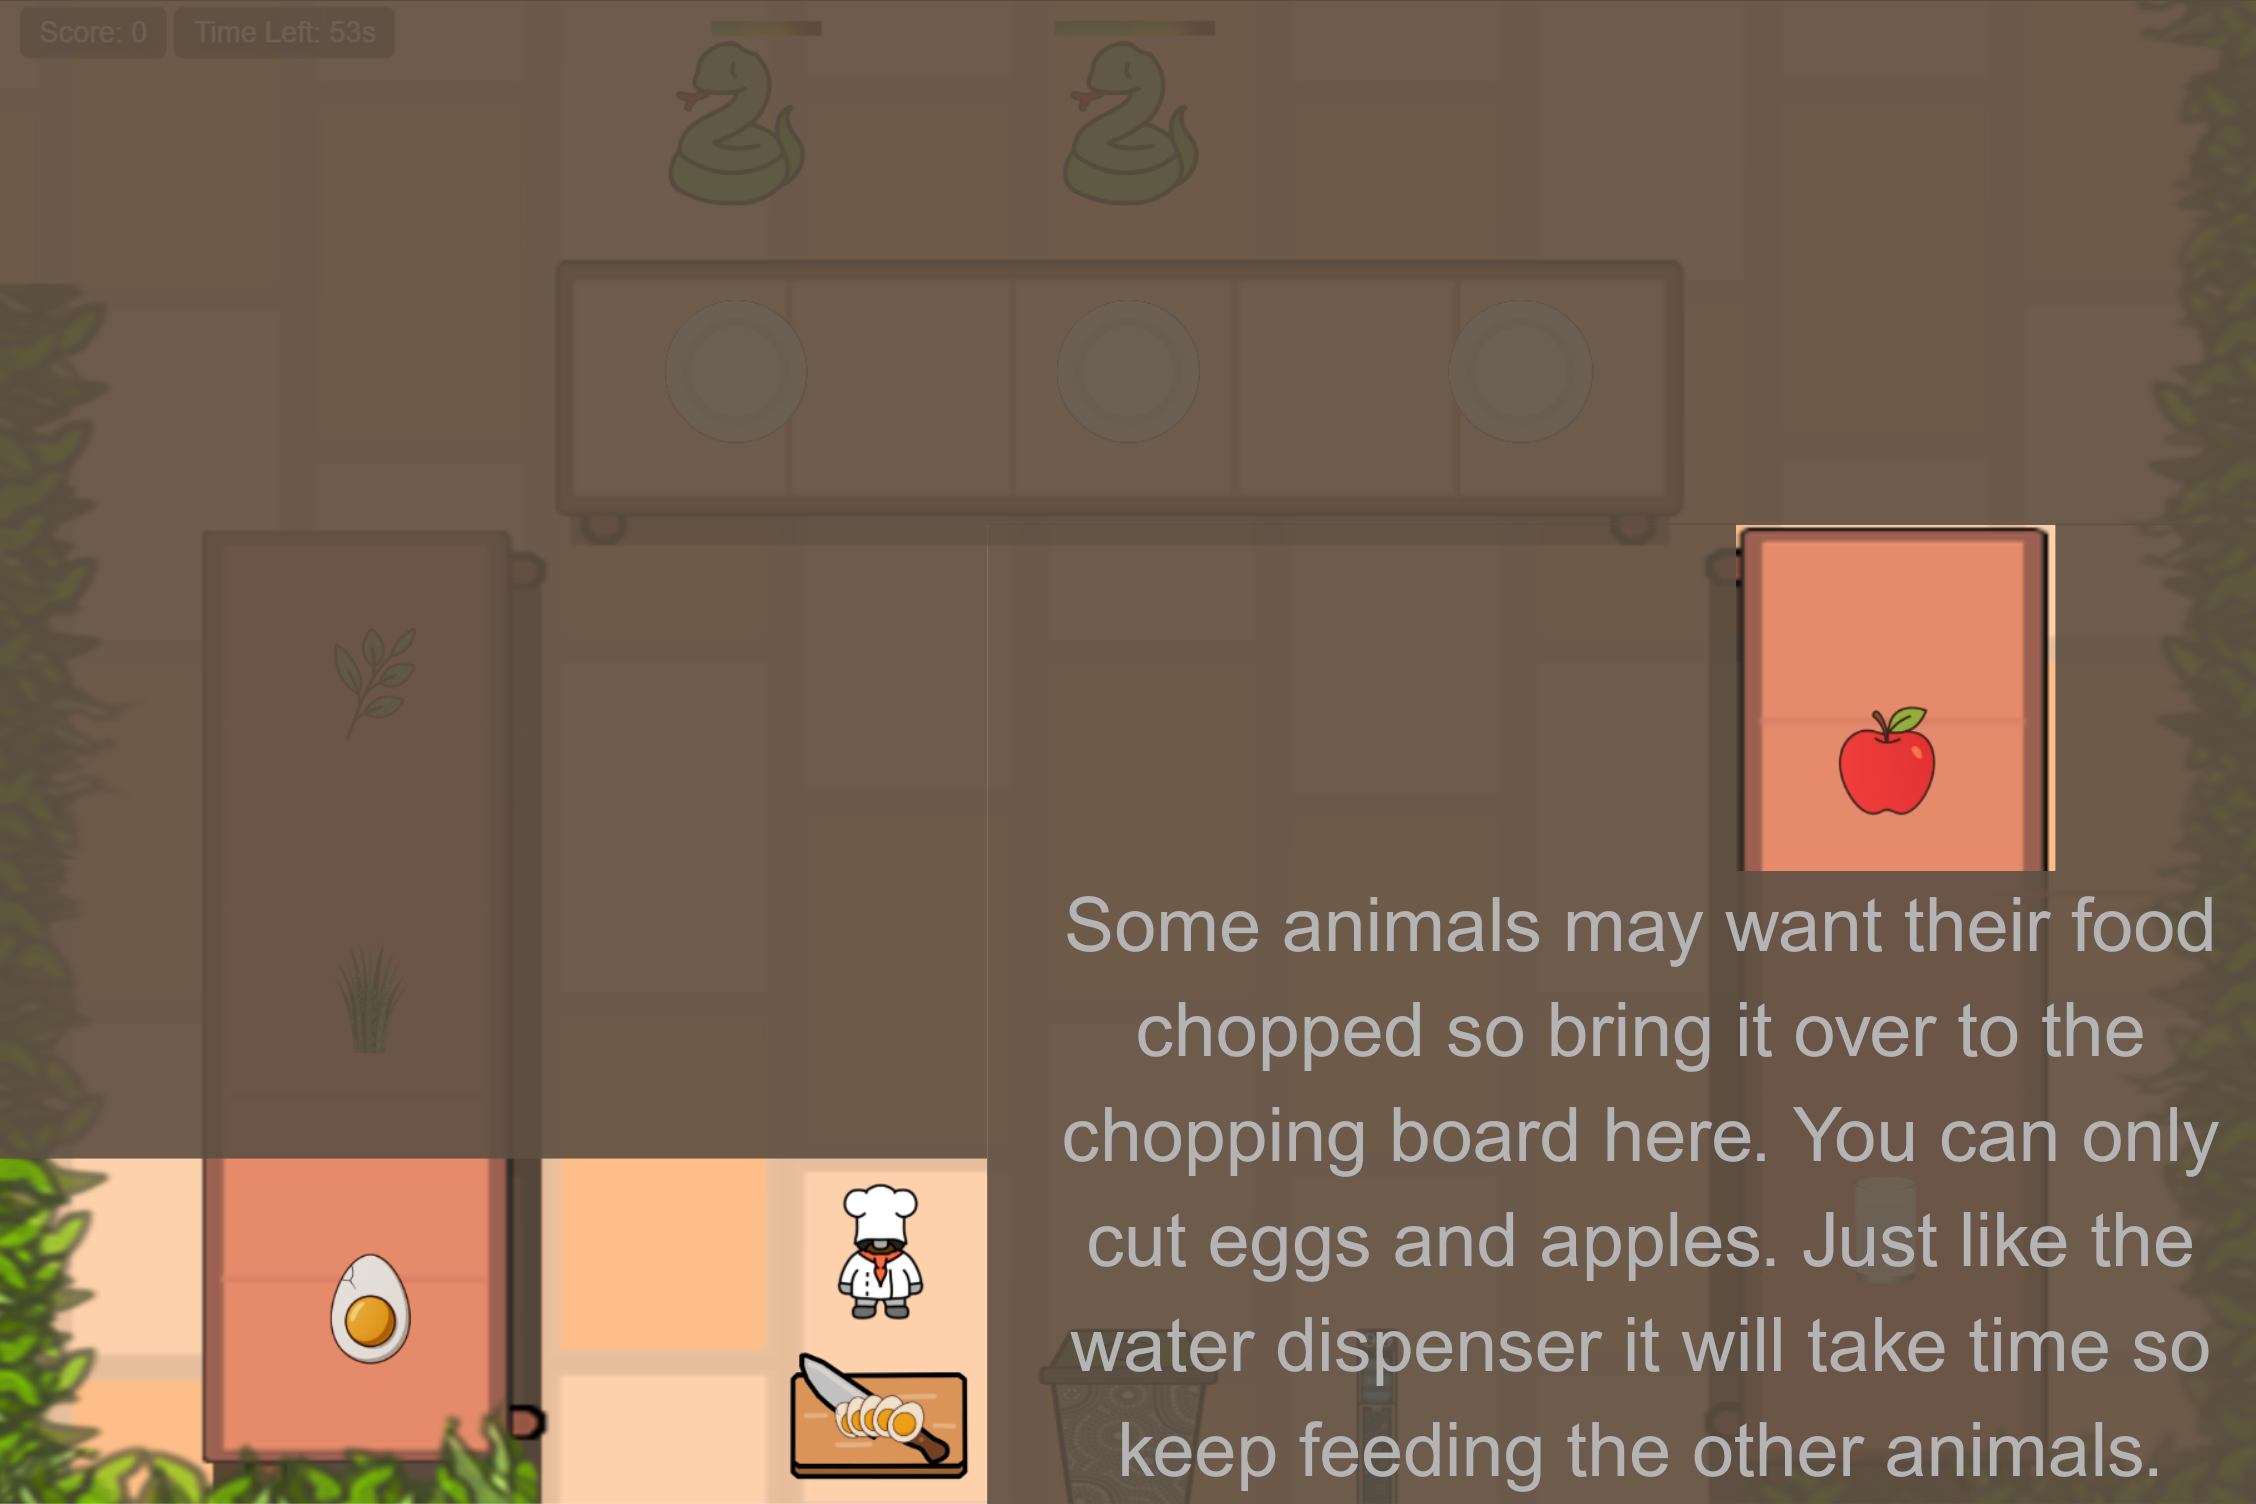 Score: 0
Time Left: 53s
Some animals may want their food
chopped so bring it over to the
chopping board here. You can only
cut eggs and apples. Just like the
water dispenser it will take time so
keep feeding the other animals.